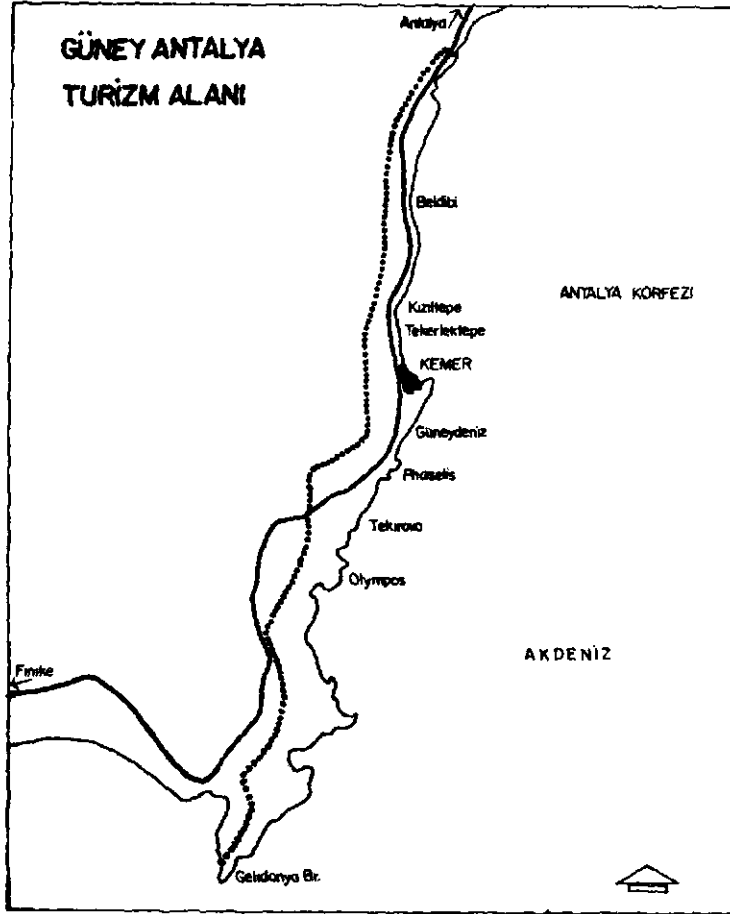 GÜNEY ANTALYA
TURİZM ALANI
Antalya
Beldibi
ANTALYA KÖRFEZİ
Kızıltepe
Tekerlektepe
KEMER
Güneydeniz
Phaselis
Tekirova
Olympos
AKDENİZ
Finike
Gelidonya Br.